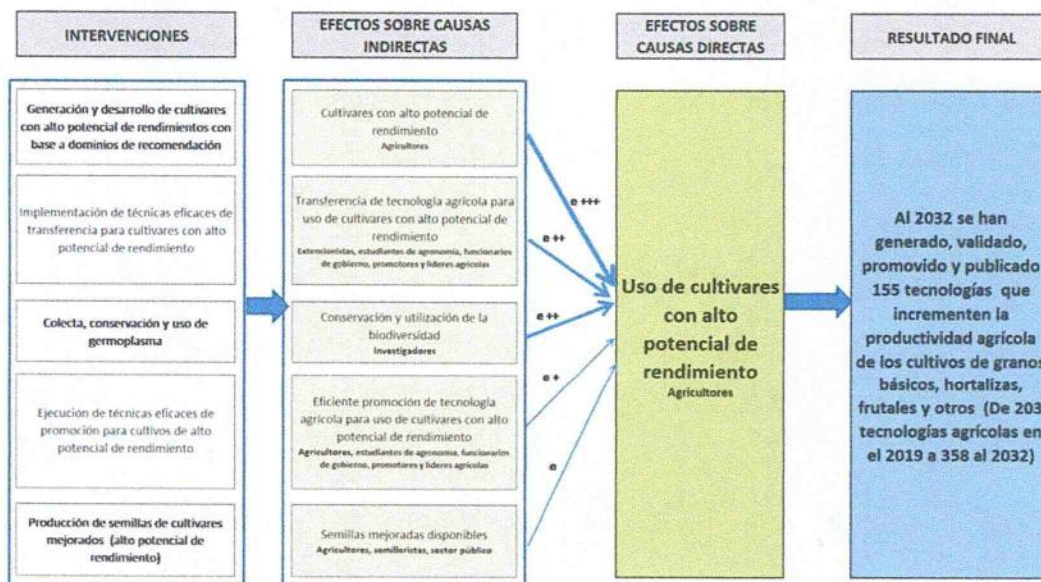 INTERVENCIONES
EFECTOS SOBRE CAUSAS
INDIRECTAS
EFECTOS SOBRE
CAUSAS DIRECTAS
RESULTADO FINAL
Generación y desarrollo de cultivares
con alto potencial de rendimientos con
base a dominios de recomendación
Implementación de técnicas eficaces de
transferencia para cultivares con alto
potencial de rendimiento
Colecta, conservación y uso de
germoplasma
Ejecución de técnicas eficaces de
promoción para cultivos de alto
potencial de rendimiento
Producción de semillas de cultivares
mejorados (alto potencial de
rendimiento)
Cultivares con alto potencial de
rendimiento
Agricultores
Transferencia de tecnología agrícola para
uso de cultivares con alto potencial de
rendimiento
Extensionistas, estudiantes de agronomía, funcionarios
de gobierno, promotores y líderes agrícolas
Conservación y utilización de la
biodiversidad
Investigadores
Eficiente promoción de tecnología
agrícola para uso de cultivares con alto
potencial de rendimiento
Agricultores, estudiantes de agronomía, funcionarios
de gobierno, promotores y líderes agrícolas
Semillas mejoradas disponibles
Agricultores, semilleristas, sector público
e +++
e ++
e ++
e +
e
Uso de cultivares
con alto
potencial de
rendimiento
Agricultores
Al 2032 se han
generado, validado,
promovido y publicado
155 tecnologías que
incrementen la
productividad agrícola
de los cultivos de granos
básicos, hortalizas,
frutales y otros (De 203
tecnologías agrícolas en
el 2019 a 358 al 2032)